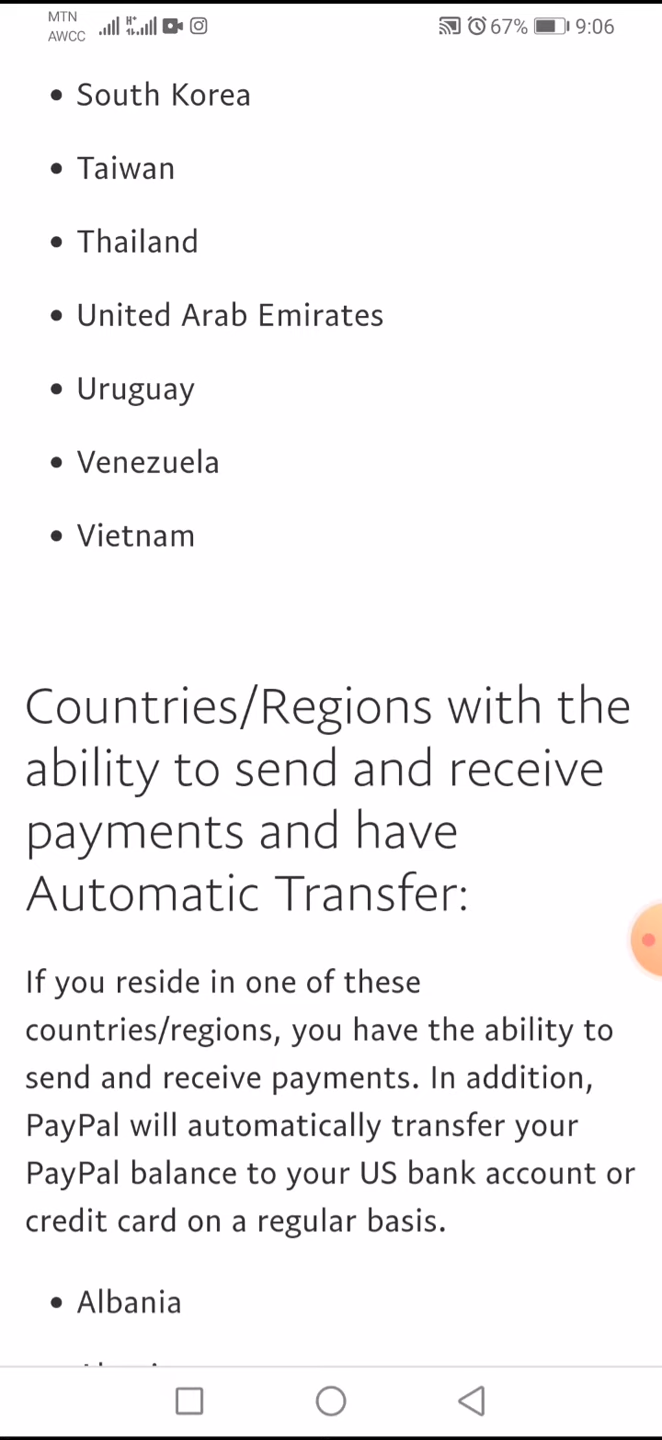 MTN
AWCC
67% 9:06
• South Korea
• Taiwan
• Thailand
• United Arab Emirates
• Uruguay
• Venezuela
• Vietnam
Countries/Regions with the
ability to send and receive
payments and have
Automatic Transfer:
If you reside in one of these
countries/regions, you have the ability to
send and receive payments. In addition,
PayPal will automatically transfer your
PayPal balance to your US bank account or
credit card on a regular basis.
• Albania